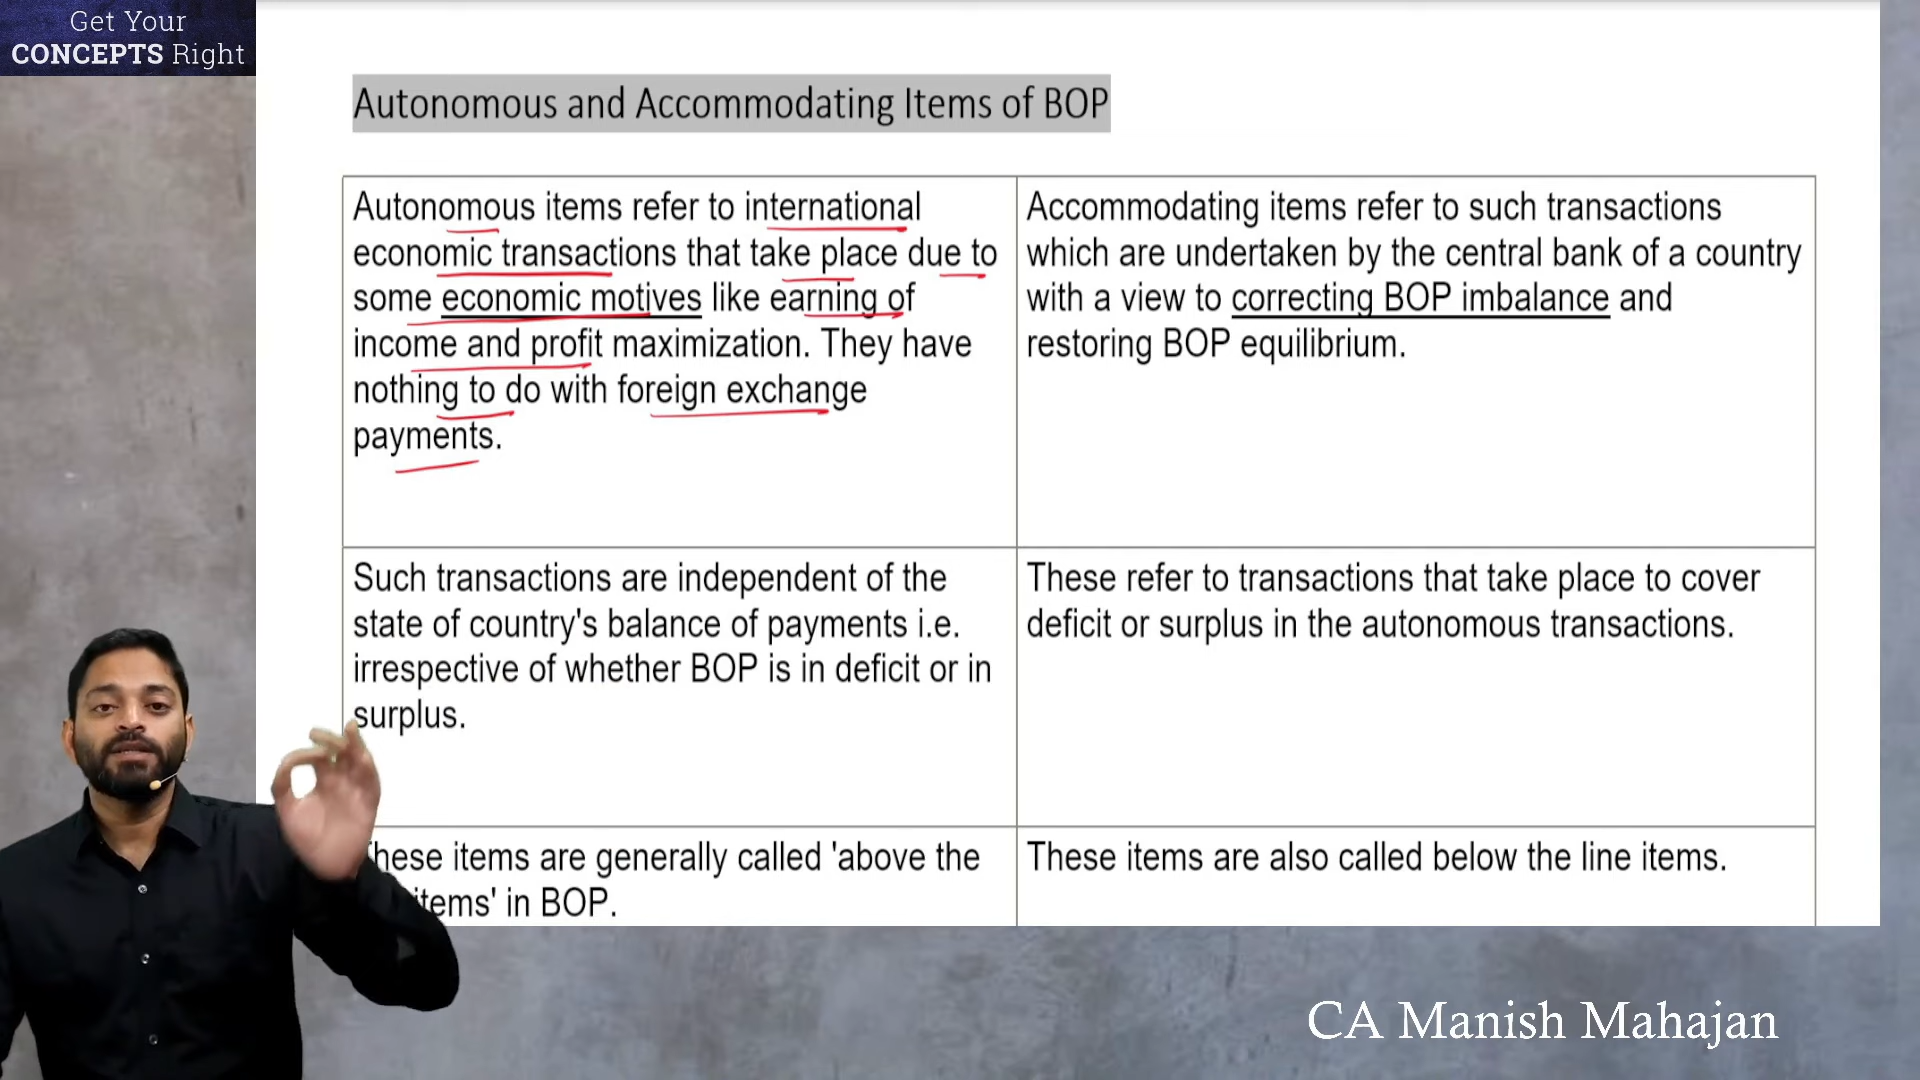 Get Your
CONCEPTS Right
Autonomous and Accommodating Items of BOP
Autonomous items refer to international
economic transactions that take place due to
some economic motives like earning of
income and profit maximization. They have
nothing to do with foreign exchange
payments.
Accommodating items refer to such transactions
which are undertaken by the central bank of a country
with a view to correcting BOP imbalance and
restoring BOP equilibrium.
Such transactions are independent of the
state of country's balance of payments i.e.
irrespective of whether BOP is in deficit or in
surplus.
These refer to transactions that take place to cover
deficit or surplus in the autonomous transactions.
These items are generally called 'above the
items' in BOP.
These items are also called below the line items.
CA Manish Mahajan